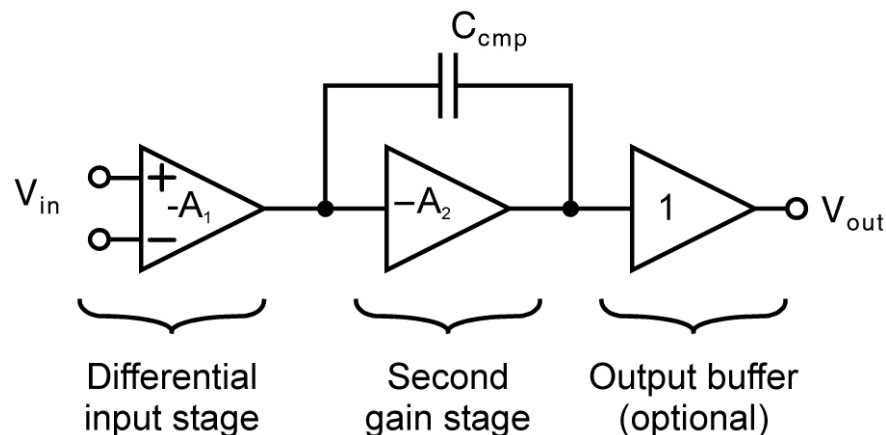 C_cmp
V_in
+
-A_1
−
−A_2
1
V_out
Differential
input stage
Second
gain stage
Output buffer
(optional)